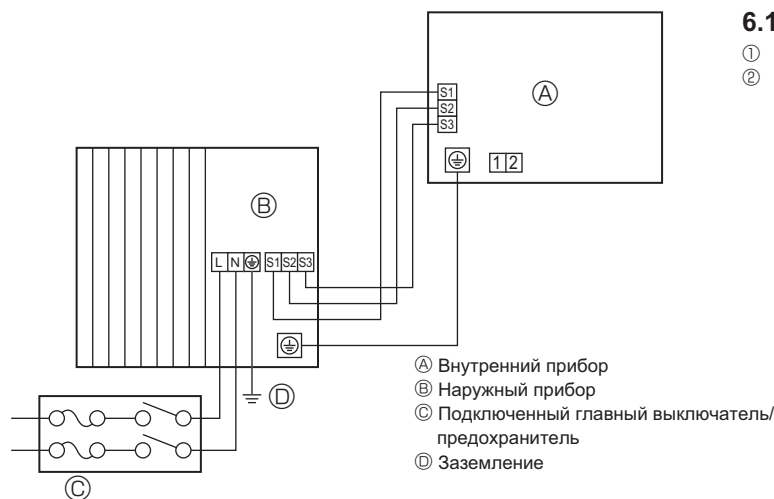 6.1
①
②
S1
S2
S3
Ⓐ
1 2
Ⓑ
L N S1 S2 S3
Ⓓ
Ⓒ
Ⓐ Внутренний прибор
Ⓑ Наружный прибор
Ⓒ Подключенный главный выключатель/
предохранитель
Ⓓ Заземление